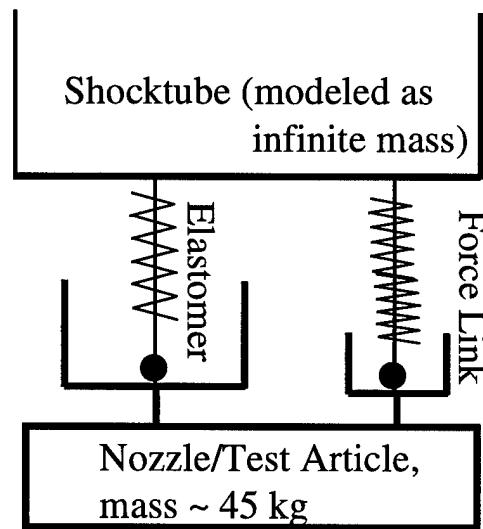 Shocktube (modeled as
infinite mass)
Elastomer
Force Link
Nozzle/Test Article,
mass ~ 45 kg